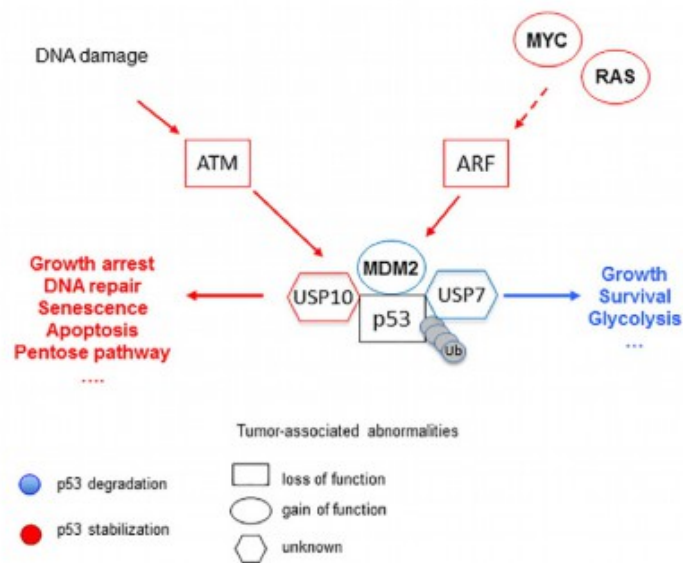 MYC
DNA damage
RAS
ATM
ARF
MDM2
Growth arrest
DNA repair
Senescence
Apoptosis
Pentose pathway
....
USP10
USP7
p53
Ub
Growth
Survival
Glycolysis
...
Tumor-associated abnormalities
p53 degradation
p53 stabilization
loss of function
gain of function
unknown